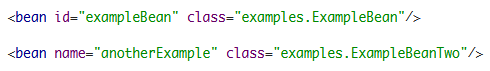 <bean id="exampleBean" class="examples.ExampleBean"/>
<bean name="anotherExample" class="examples.ExampleBeanTwo"/>